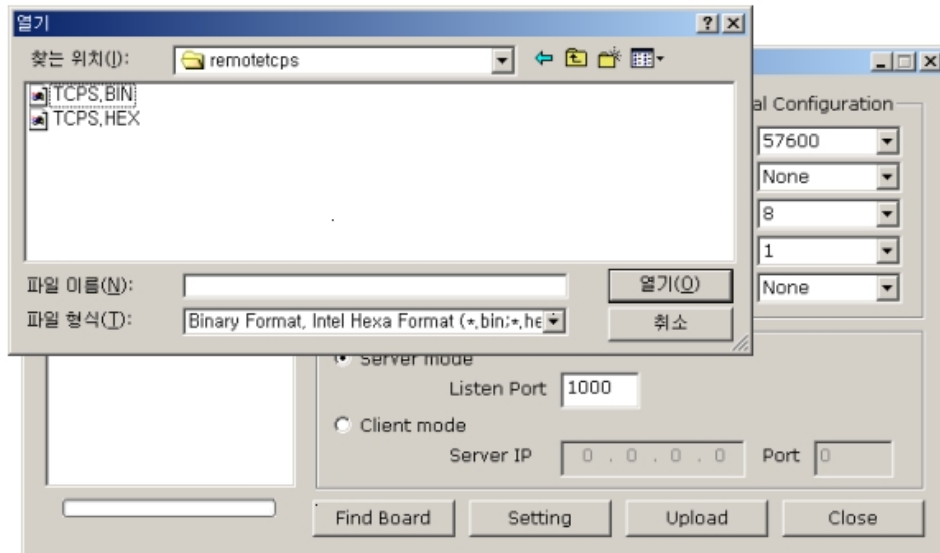 열기
찾는 위치(I):
remotetcps
TCPS,BIN
TCPS,HEX
파일 이름(N):
열기(O)
파일 형식(T):
Binary Format, Intel Hexa Format (*,bin;*,he
취소
al Configuration
57600
None
8
1
None
Server mode
Listen Port 1000
Client mode
Server IP 0 . 0 . 0 . 0 Port 0
Find Board Setting Upload Close